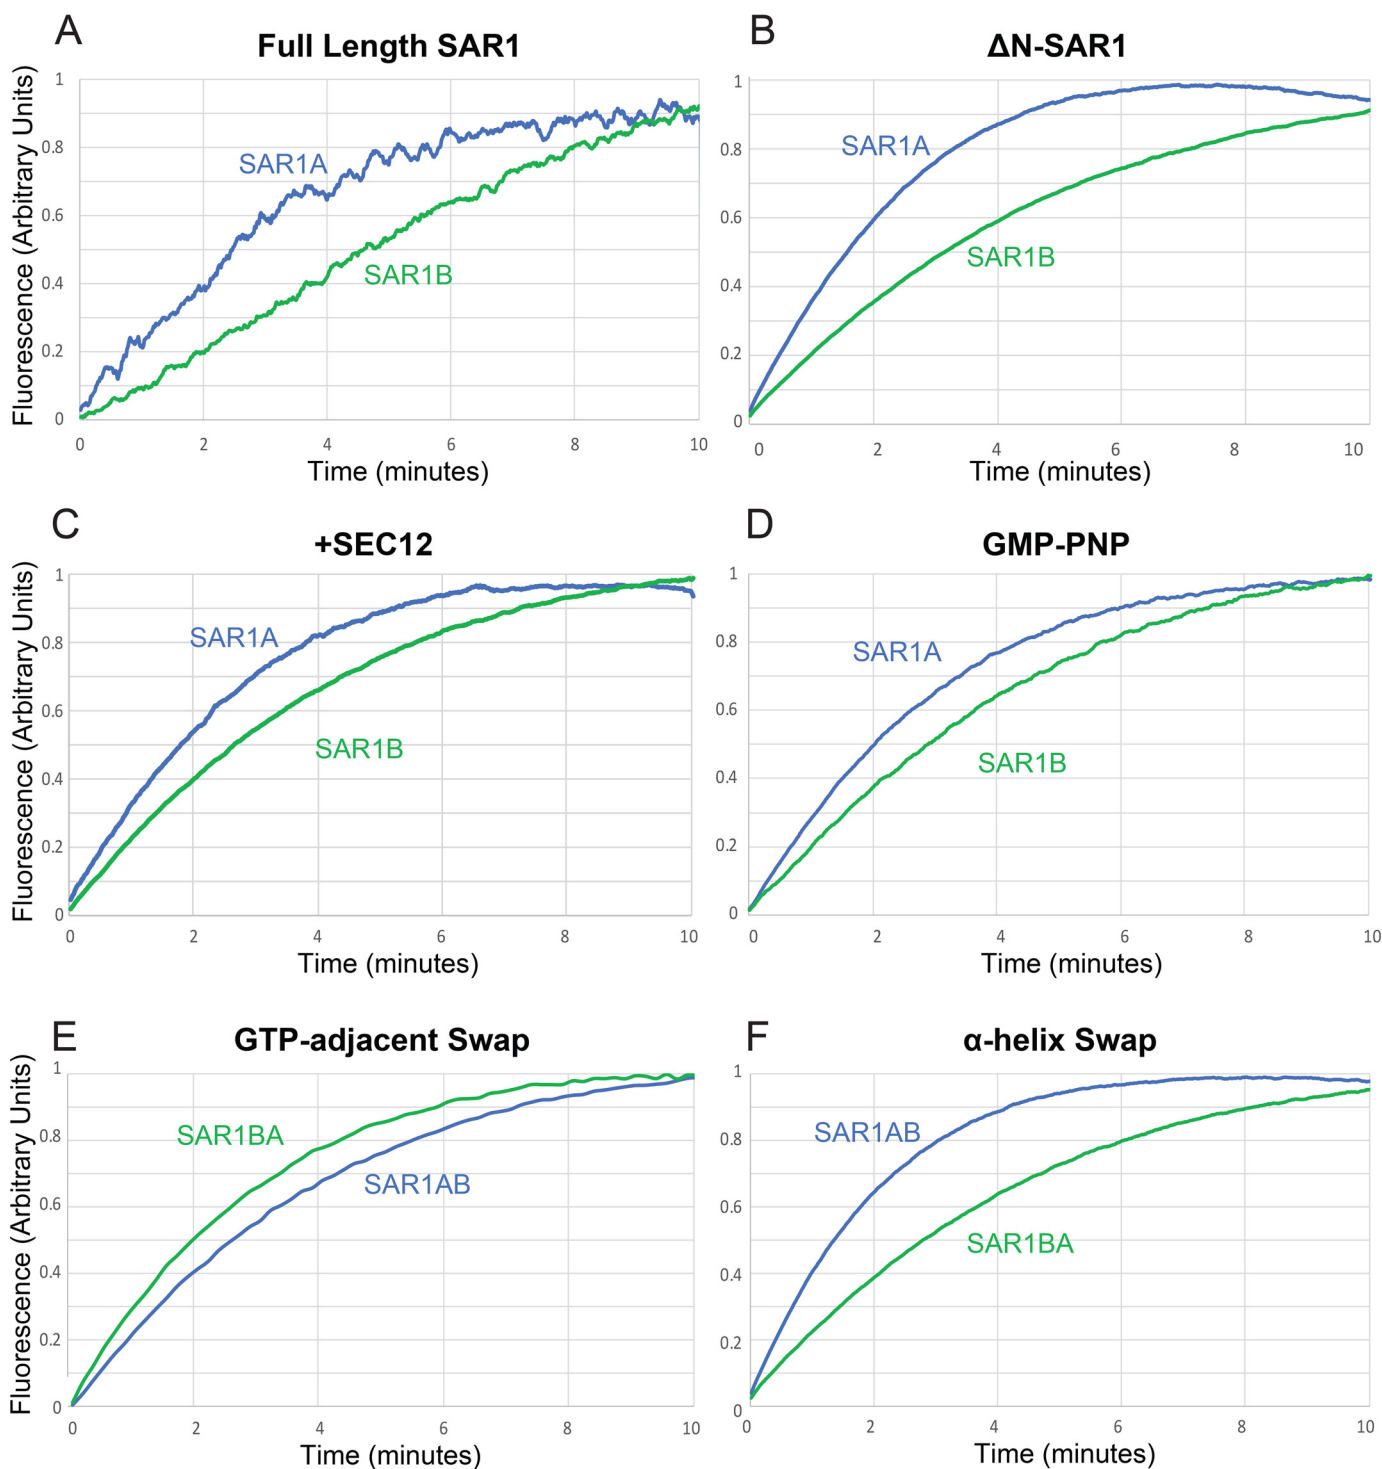 A
Full Length SAR1
Fluorescence (Arbitrary Units)
1
0.8
0.6
0.4
0.2
0
SAR1A
SAR1B
0 2 4 6 8 10
Time (minutes)
B
ΔN-SAR1
1
0.8
0.6
0.4
0.2
0
SAR1A
SAR1B
0 2 4 6 8 10
Time (minutes)
C
+SEC12
Fluorescence (Arbitrary Units)
1
0.8
0.6
0.4
0.2
0
SAR1A
SAR1B
0 2 4 6 8 10
Time (minutes)
D
GMP-PNP
1
0.8
0.6
0.4
0.2
0
SAR1A
SAR1B
0 2 4 6 8 10
Time (minutes)
E
GTP-adjacent Swap
Fluorescence (Arbitrary Units)
1
0.8
0.6
0.4
0.2
0
SAR1BA
SAR1AB
0 2 4 6 8 10
Time (minutes)
F
α-helix Swap
1
0.8
0.6
0.4
0.2
0
SAR1AB
SAR1BA
0 2 4 6 8 10
Time (minutes)